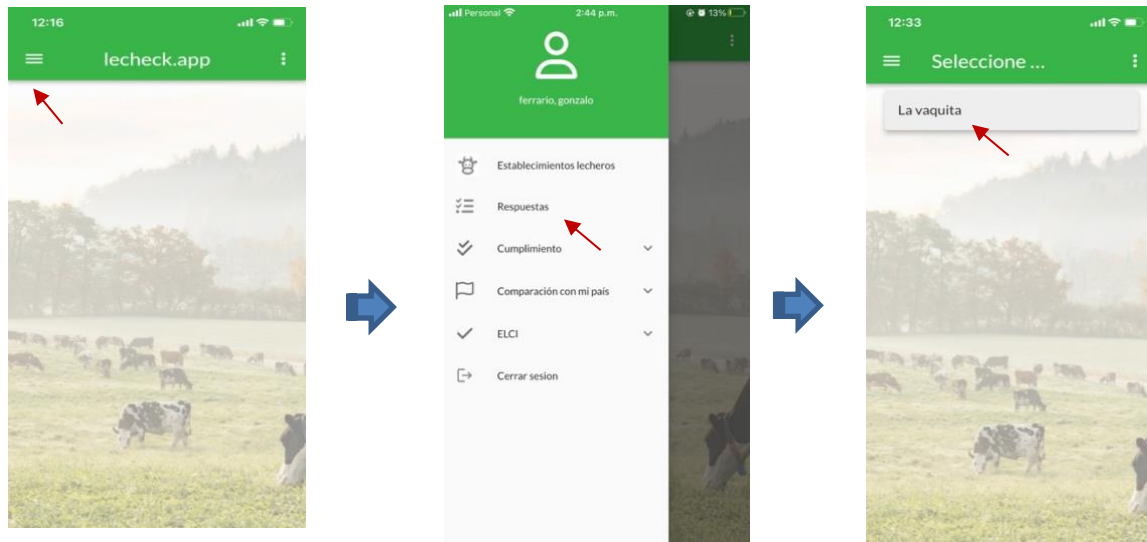 12:16
lecheck.app
Personal 2:44 p.m. 13%
ferrario, gonzalo
Establecimientos lecheros
Respuestas
Cumplimiento
Comparación con mi país
ELCI
Cerrar sesion
12:33
Seleccione ...
La vaquita